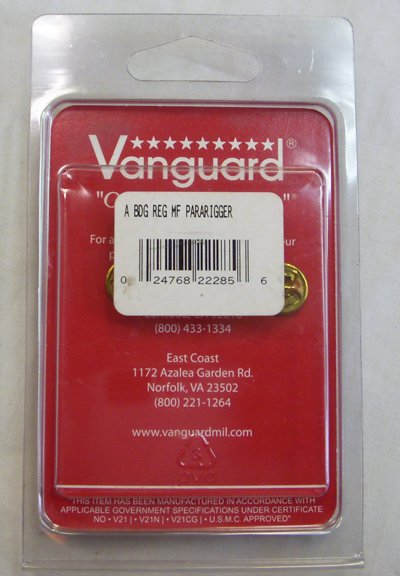 Vanguard®
A BDG REG MF PARARIGGER
For a
our
0 24768 22285 6
(800) 433-1334
East Coast
1172 Azalea Garden Rd.
Norfolk, VA 23502
(800) 221-1264
www.vanguardmil.com
"THIS ITEM HAS BEEN MANUFACTURED IN ACCORDANCE WITH
APPLICABLE GOVERNMENT SPECIFICATIONS UNDER CERTIFICATE
NO • V21 | • V21N | • V21CG | • U.S.M.C. APPROVED"